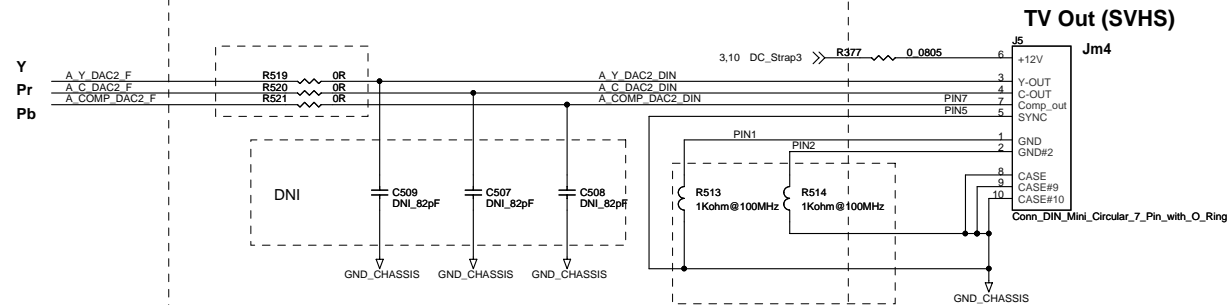 TV Out (SVHS)
J5
Jm4
3,10 DC_Strap3 R377 0_0805 6 +12V
Y A_Y_DAC2_F R519 0R A_Y_DAC2_DIN 3 Y-OUT
Pr A_C_DAC2_F R520 0R A_C_DAC2_DIN 4 C-OUT
Pb A_COMP_DAC2_F R521 0R A_COMP_DAC2_DIN PIN7 7 Comp_out
PIN5 5 SYNC
PIN1 1 GND
PIN2 2 GND#2
8 CASE
9 CASE#9
10 CASE#10
Conn_DIN_Mini_Circular_7_Pin_with_O_Ring
DNI
C509
DNI_82pF
C507
DNI_82pF
C508
DNI_82pF
R513
1Kohm@100MHz
R514
1Kohm@100MHz
GND_CHASSIS
GND_CHASSIS
GND_CHASSIS
GND_CHASSIS